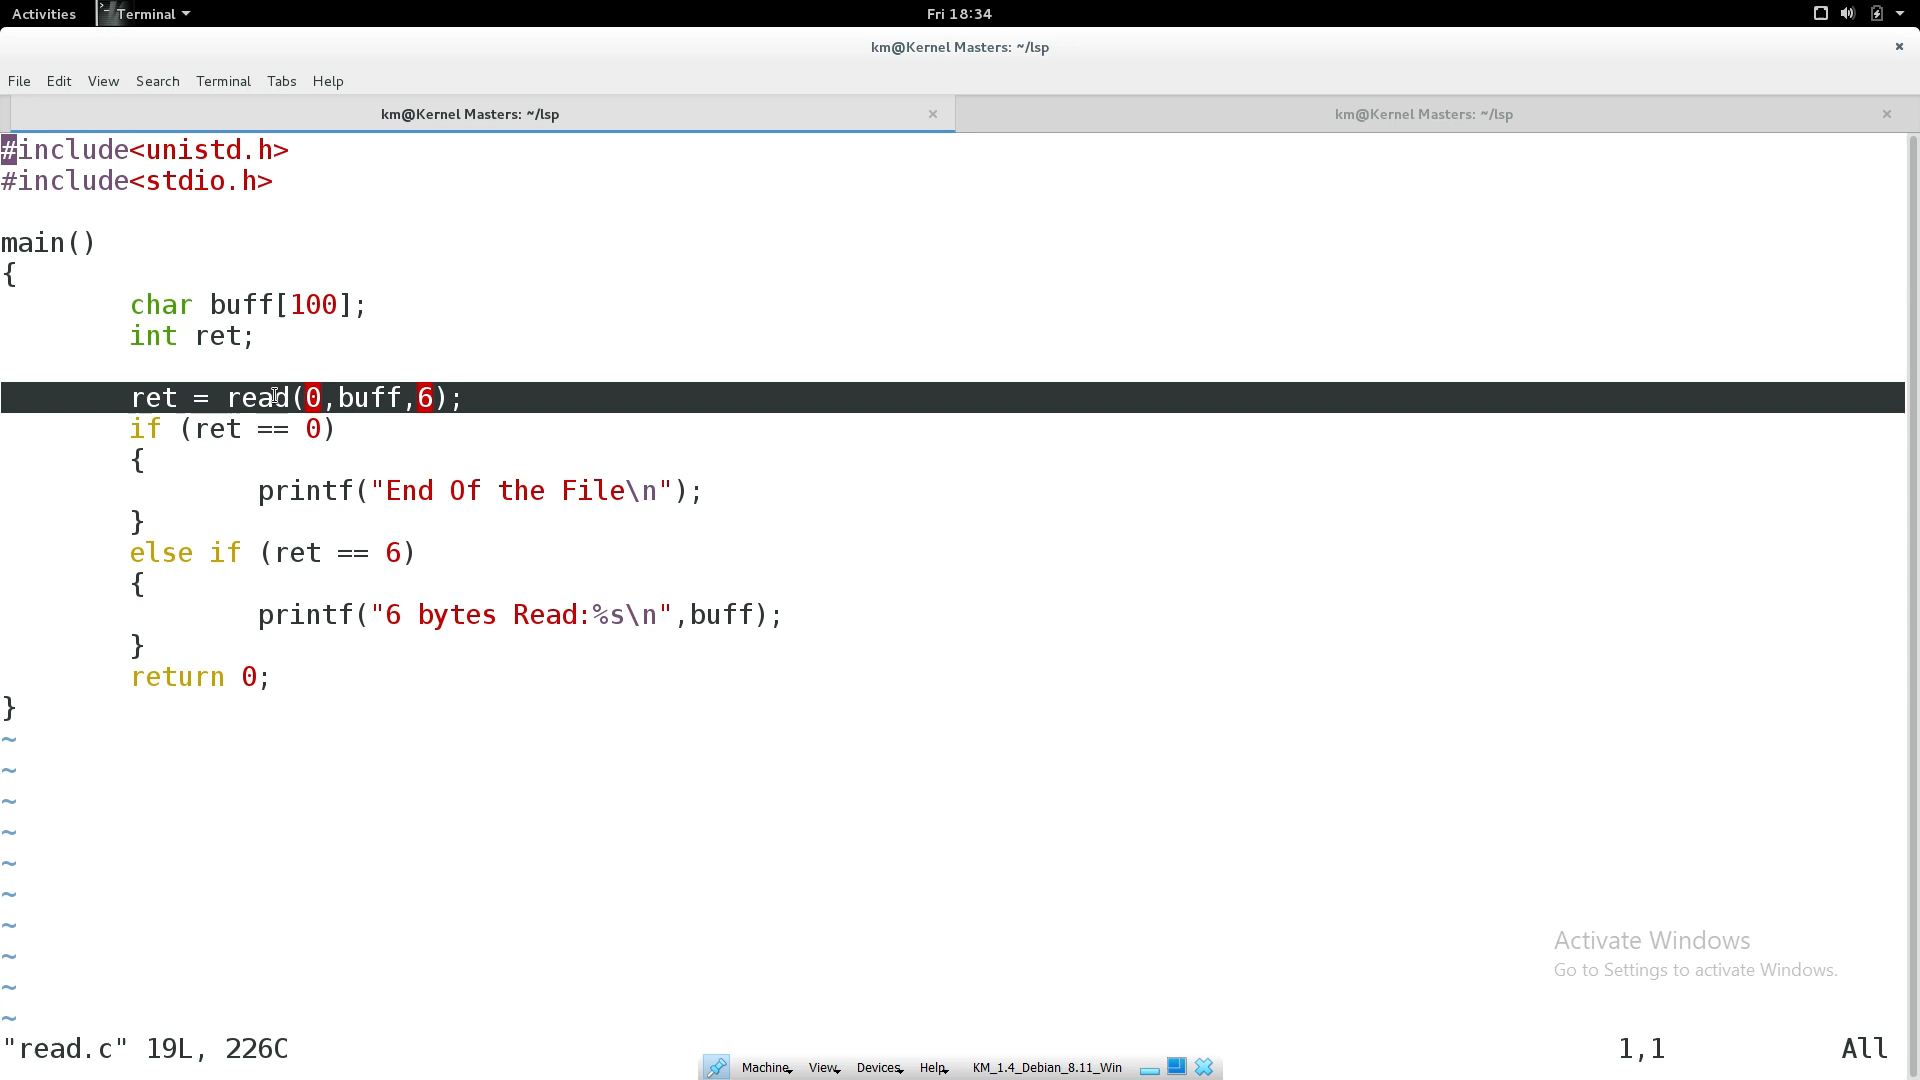 Activities Terminal Fri 18:34
km@Kernel Masters: ~/lsp
File Edit View Search Terminal Tabs Help
km@Kernel Masters: ~/lsp km@Kernel Masters: ~/lsp
#include<unistd.h>
#include<stdio.h>
main()
{
char buff[100];
int ret;
ret = read(0,buff,6);
if (ret == 0)
{
printf("End Of the File\n");
}
else if (ret == 6)
{
printf("6 bytes Read:%s\n",buff);
}
return 0;
}
~
~
~
~
~
~
~
~
~
~
Activate Windows
Go to Settings to activate Windows.
"read.c" 19L, 226C 1,1 All
Machine View Devices Help KM_1.4_Debian_8.11_Win